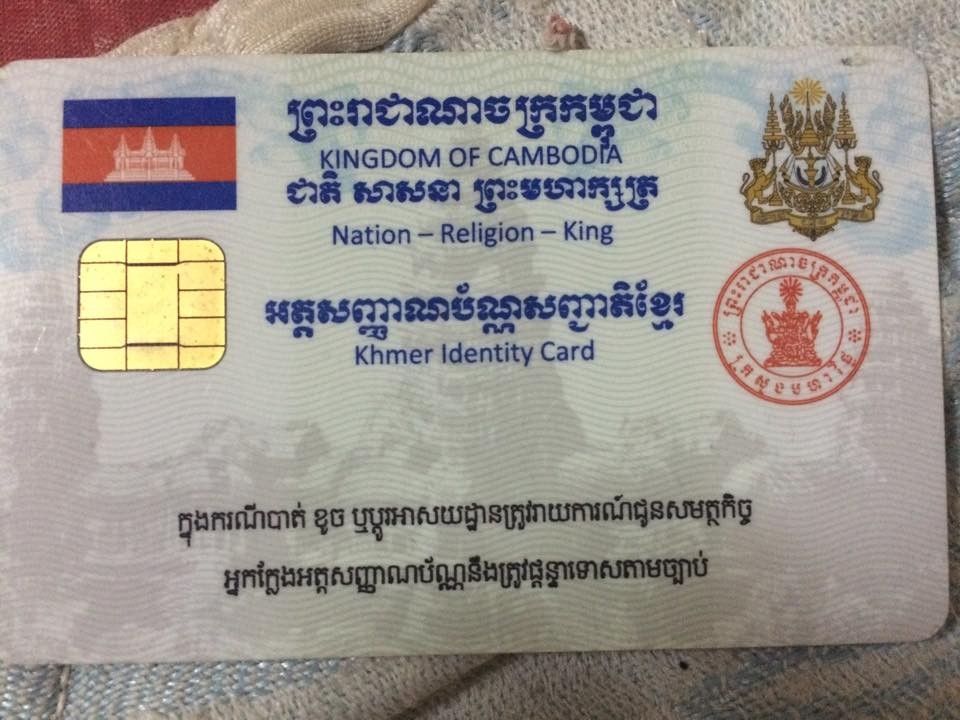 ព្រះរាជាណាចក្រកម្ពុជា
KINGDOM OF CAMBODIA
ជាតិ សាសនា ព្រះមហាក្សត្រ
Nation – Religion – King
អត្តសញ្ញាណប័ណ្ណសញ្ជាតិខ្មែរ
Khmer Identity Card
ព្រះរាជាណាចក្រកម្ពុជា
ក្រសួងមហាផ្ទៃ
ក្នុងករណីបាត់ ខូច ឬប្តូរអាសយដ្ឋានត្រូវរាយការណ៍ជូនសមត្ថកិច្ច
អ្នកក្លែងអត្តសញ្ញាណប័ណ្ណនឹងត្រូវផ្តន្ទាទោសតាមច្បាប់